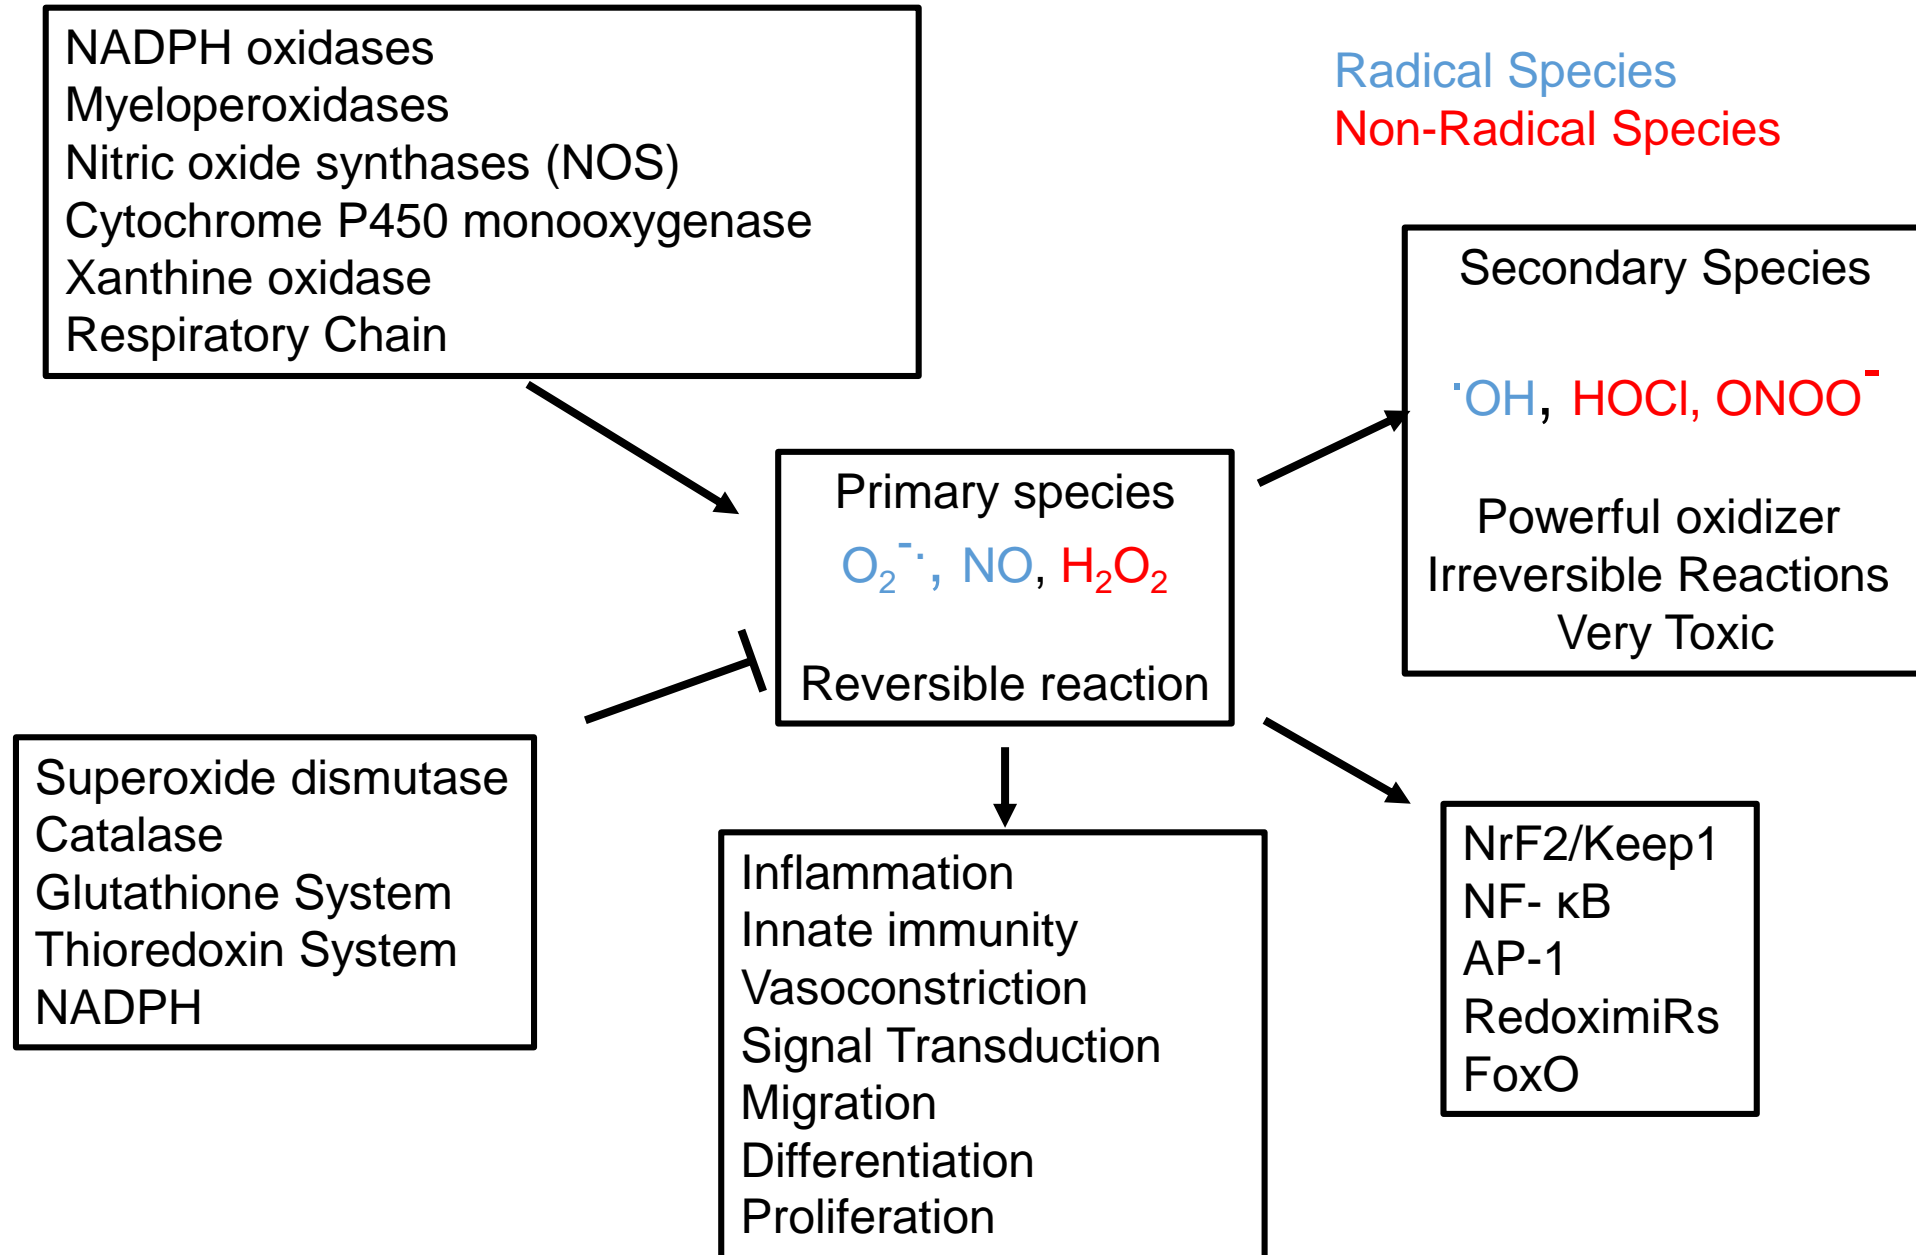 NADPH oxidases
Myeloperoxidases
Nitric oxide synthases (NOS)
Cytochrome P450 monooxygenase
Xanthine oxidase
Respiratory Chain
Radical Species
Non-Radical Species
Secondary Species
˙OH, HOCl, ONOO⁻
Powerful oxidizer
Irreversible Reactions
Very Toxic
Primary species
O₂⁻˙, NO, H₂O₂
Reversible reaction
Superoxide dismutase
Catalase
Glutathione System
Thioredoxin System
NADPH
Inflammation
Innate immunity
Vasoconstriction
Signal Transduction
Migration
Differentiation
Proliferation
NrF2/Keep1
NF- κB
AP-1
RedoximiRs
FoxO